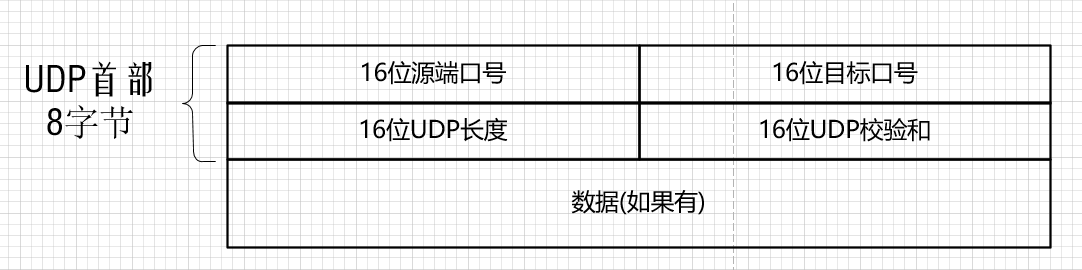 UDP首部
8字节
16位源端口号
16位目标口号
16位UDP长度
16位UDP校验和
数据(如果有)